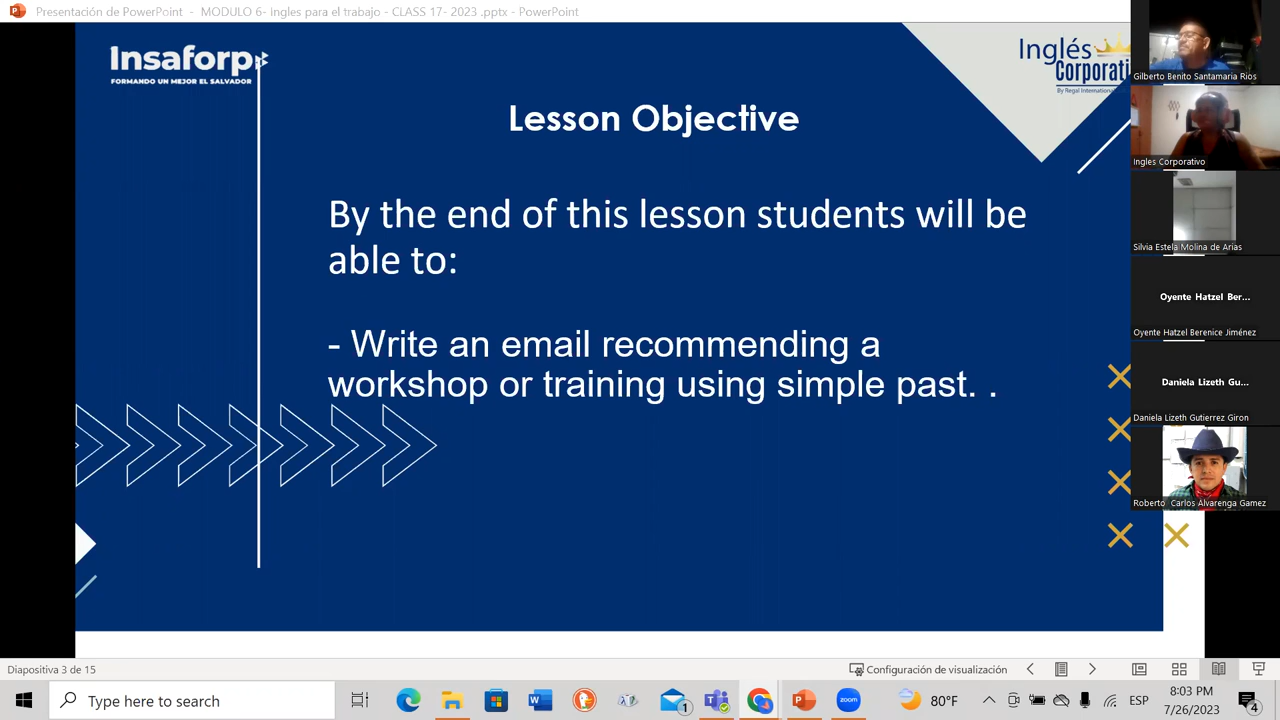 Presentación de PowerPoint - MODULO 6- ingles para el trabajo - CLASS 17- 2023 .pptx - PowerPoint
Insaforp
FORMANDO UN MEJOR EL SALVADOR
Inglés
Corporati
By Regal International
Lesson Objective
By the end of this lesson students will be
able to:
- Write an email recommending a
workshop or training using simple past. .
Gilberto Benito Santamaria Rios
Ingles Corporativo
Silvia Estela Molina de Arias
Oyente Hatzel Ber...
Oyente Hatzel Berenice Jiménez
Daniela Lizeth Gu...
Daniela Lizeth Gutierrez Giron
Roberto Carlos Alvarenga Gamez
Diapositiva 3 de 15
Configuración de visualización
Type here to search
1
zoom
80°F
ESP
8:03 PM
7/26/2023
4